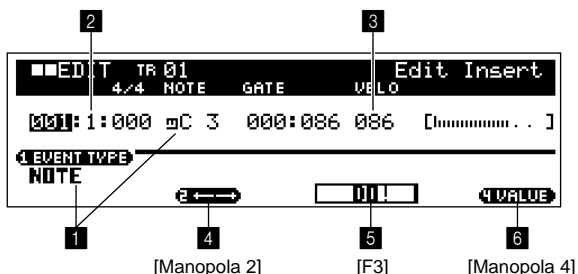 2 3
EDIT TR 01 Edit Insert
4/4 NOTE GATE VELO
001:1:000 C 3 000:086 086
1 EVENT TYPE
NOTE
2 DO! 4 VALUE
1 4 5 6
[Manopola 2] [F3] [Manopola 4]